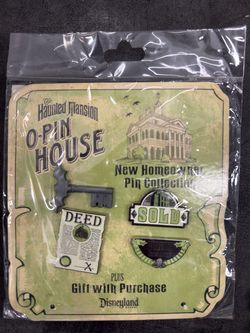 The
Haunted Mansion
O-PIN
HOUSE
New Homeowner
Pin Collection
SOLD
DEED
X
PLUS
Gift with Purchase
Disneyland